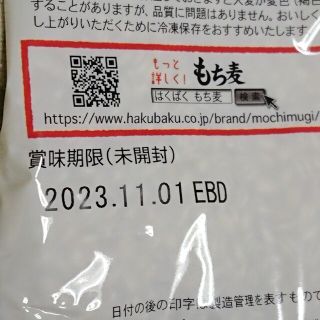 することがありますが、品質に問題はありません。おいしく
し上がりいただくために冷凍保存をおすすめいたします
もっと
詳しく!
もち麦
はくばく もち麦 検索
https://www.hakubaku.co.jp/brand/mochimugi/
賞味期限(未開封)
2023.11.01 EBD
日付の後の印字は製造管理を表すもので